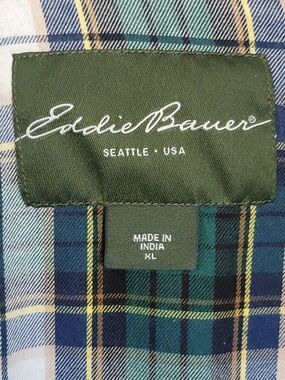 Eddie Bauer®
SEATTLE • USA
MADE IN
INDIA
XL